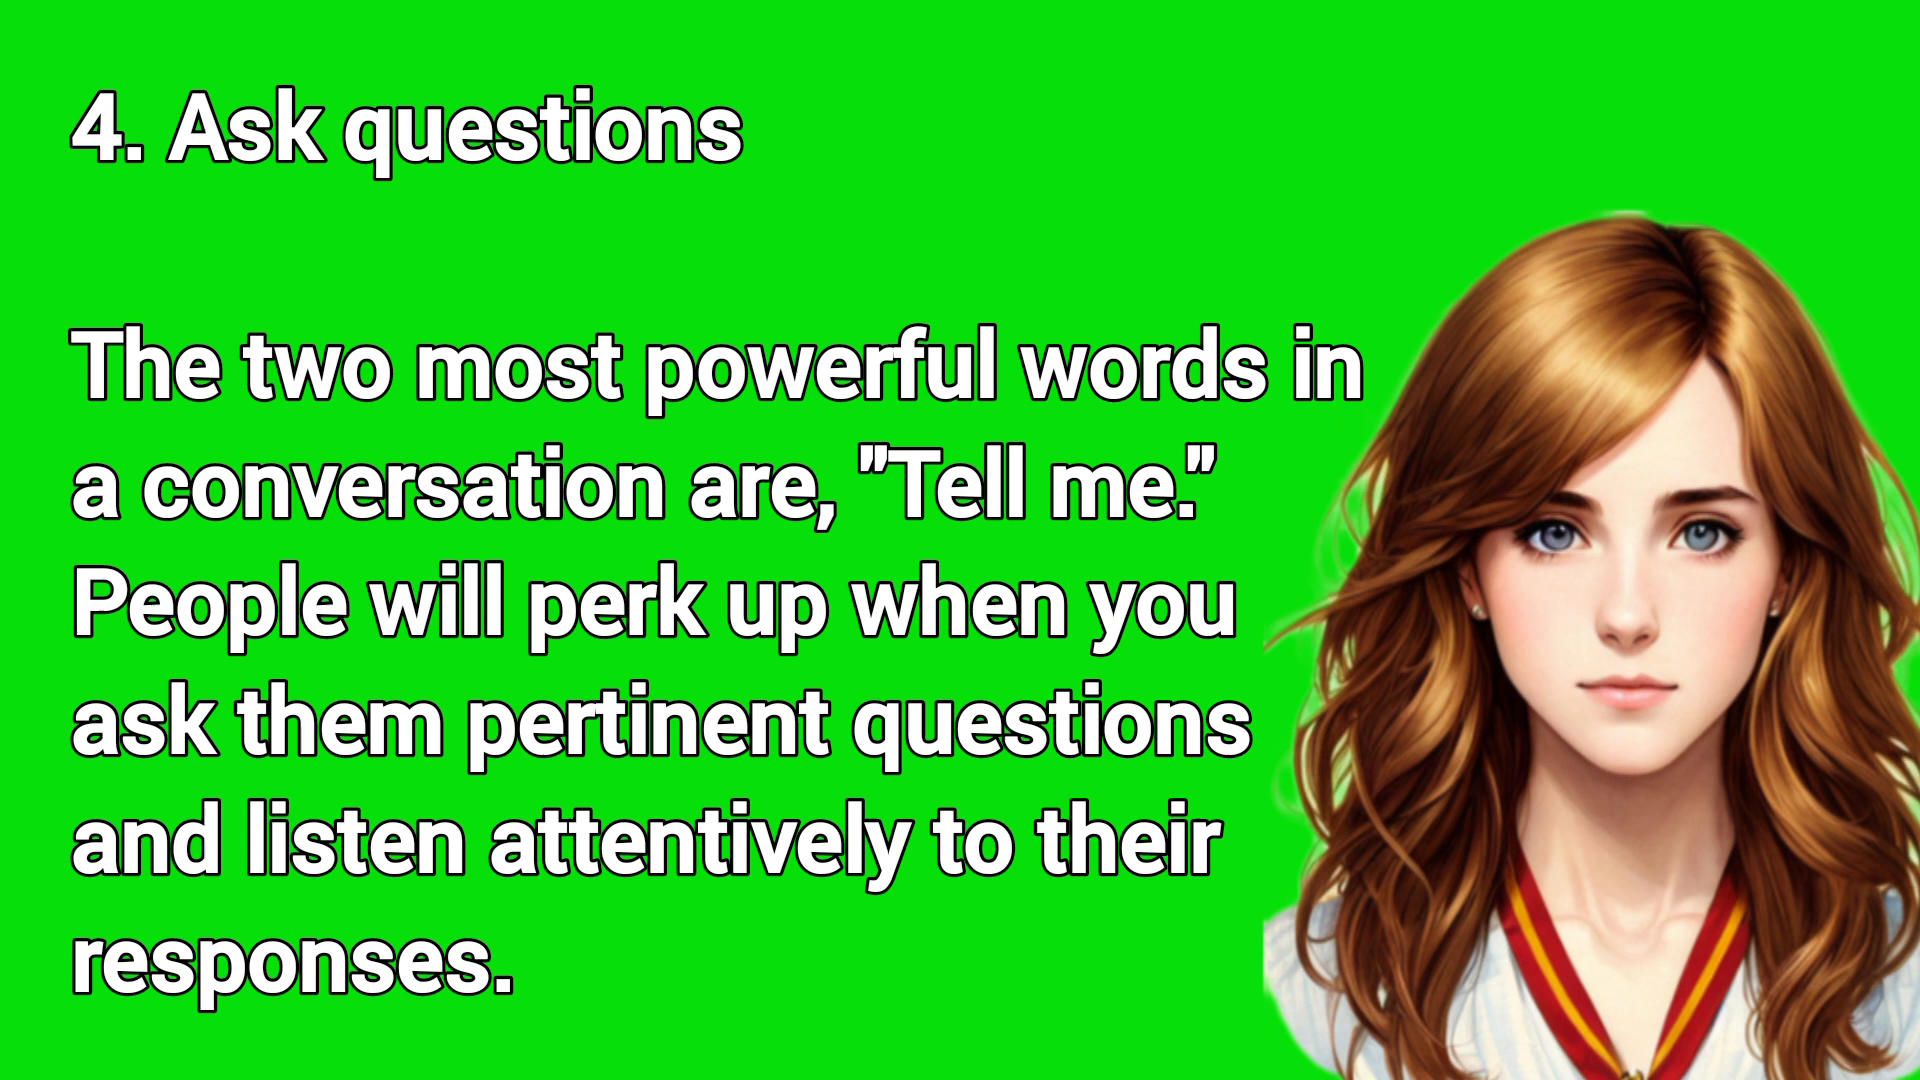 4. Ask questions
The two most powerful words in
a conversation are, "Tell me."
People will perk up when you
ask them pertinent questions
and listen attentively to their
responses.